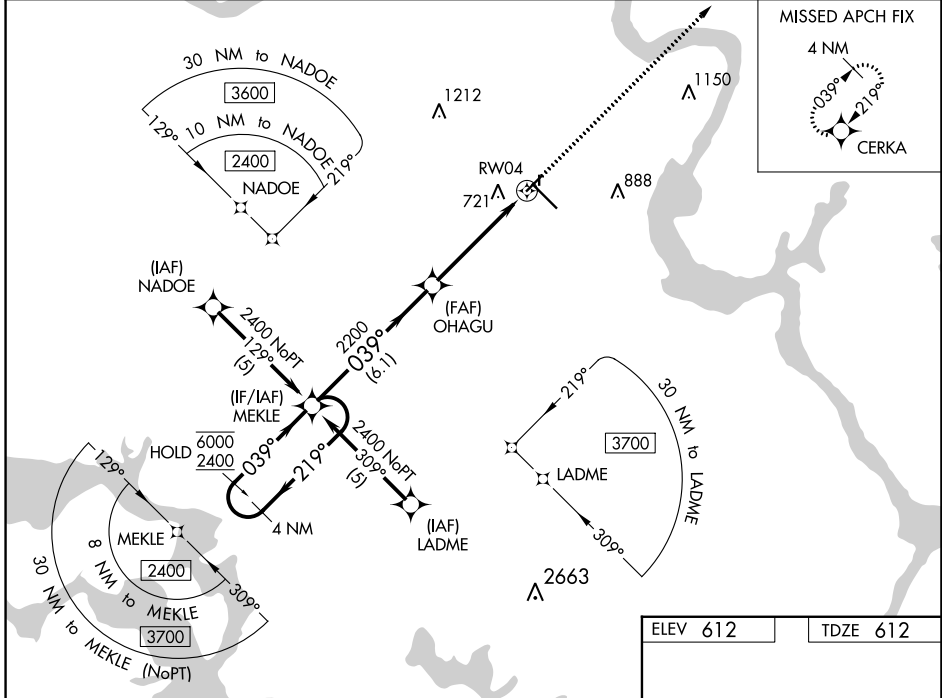 MISSED APCH FIX
4 NM
039°
219°
CERKA
30 NM to NADOE
3600
10 NM to NADOE
2400
129°
219°
NADOE
1212
1150
RW04
721
888
(IAF)
NADOE
2400 NoPT
129°
(5)
(FAF)
OHAGU
2200
039°
(6.1)
(IF/IAF)
MEKLE
HOLD
6000
2400
039°
219°
4 NM
2400 NoPT
309°
(5)
(IAF)
LADME
219°
30 NM to LADME
3700
LADME
309°
129°
MEKLE
2400
8 NM to MEKLE
3700
30 NM to MEKLE (NoPT)
309°
2663
ELEV 612
TDZE 612